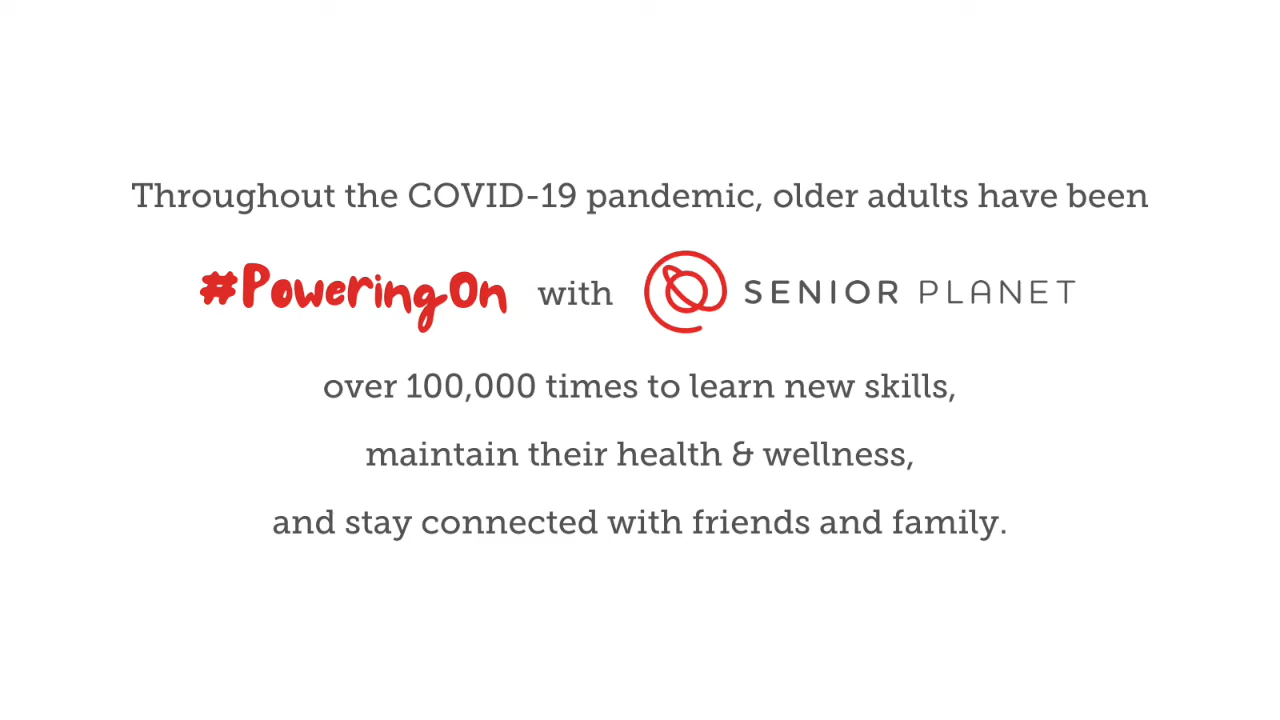 Throughout the COVID-19 pandemic, older adults have been
#PoweringOn with SENIOR PLANET
over 100,000 times to learn new skills,
maintain their health & wellness,
and stay connected with friends and family.